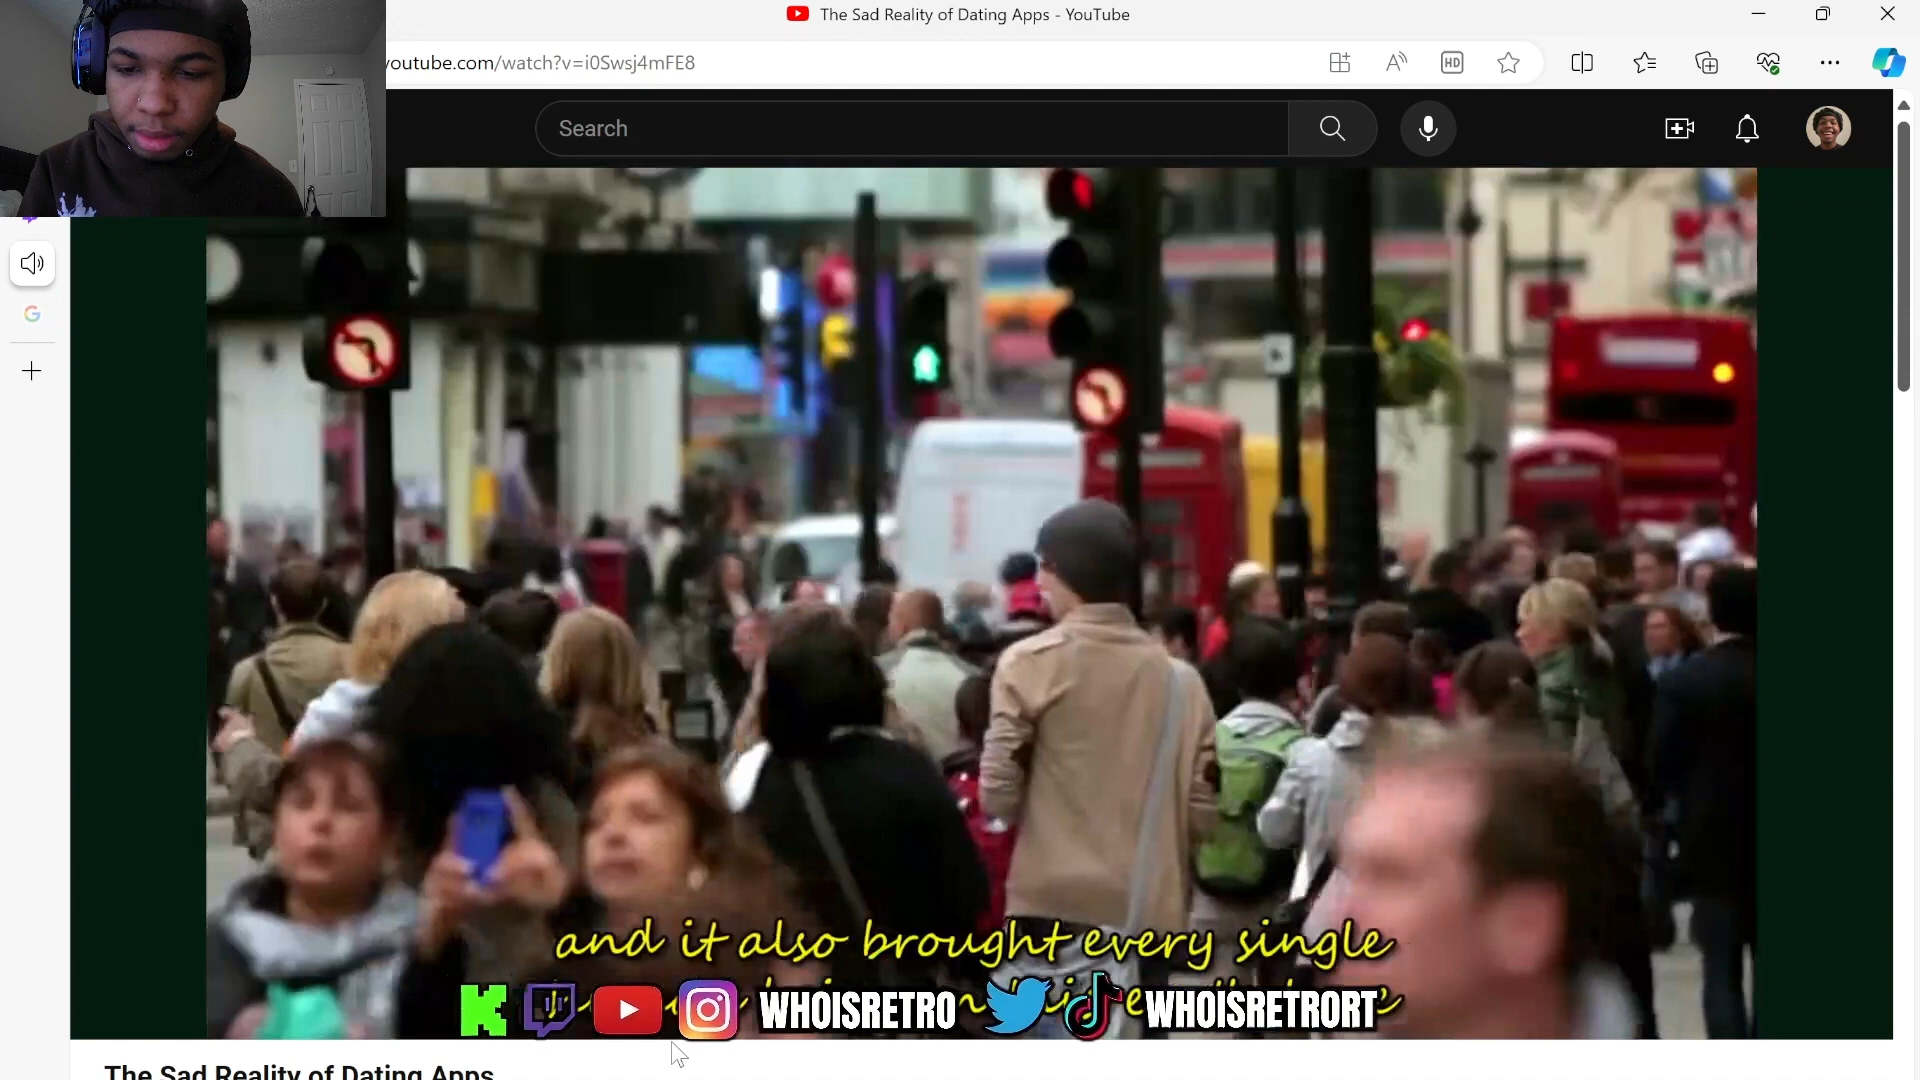 The Sad Reality of Dating Apps - YouTube
youtube.com/watch?v=i0Swsj4mFE8
HD
Search
and it also brought every single
WHOISRETRO WHOISRETRORT
The Sad Reality of Dating Apps